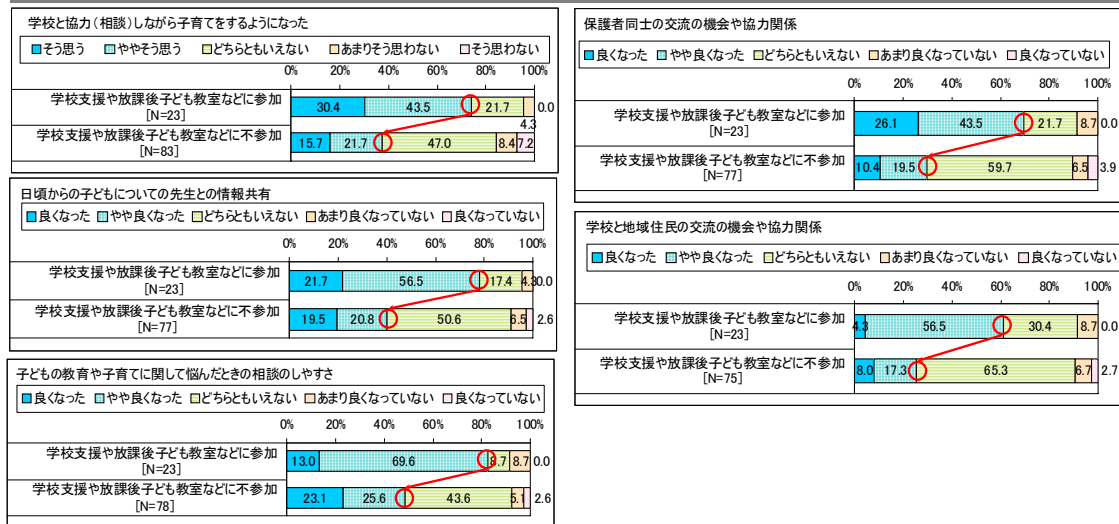 学校と協力(相談)しながら子育てをするようになった
■そう思う ■ややそう思う □どちらともいえない □あまりそう思わない □そう思わない
0% 20% 40% 60% 80% 100%
学校支援や放課後子ども教室などに参加
[N=23]
30.4 43.5 21.7 4.3 0.0
学校支援や放課後子ども教室などに不参加
[N=83]
15.7 21.7 47.0 8.4 7.2
日頃からの子どもについての先生との情報共有
■良くなった ■やや良くなった □どちらともいえない □あまり良くなっていない □良くなっていない
0% 20% 40% 60% 80% 100%
学校支援や放課後子ども教室などに参加
[N=23]
21.7 56.5 17.4 4.3 0.0
学校支援や放課後子ども教室などに不参加
[N=77]
19.5 20.8 50.6 6.5 2.6
子どもの教育や子育てに関して悩んだときの相談のしやすさ
■良くなった ■やや良くなった □どちらともいえない □あまり良くなっていない □良くなっていない
0% 20% 40% 60% 80% 100%
学校支援や放課後子ども教室などに参加
[N=23]
13.0 69.6 8.7 8.7 0.0
学校支援や放課後子ども教室などに不参加
[N=78]
23.1 25.6 43.6 5.1 2.6
保護者同士の交流の機会や協力関係
■良くなった ■やや良くなった □どちらともいえない □あまり良くなっていない □良くなっていない
0% 20% 40% 60% 80% 100%
学校支援や放課後子ども教室などに参加
[N=23]
26.1 43.5 21.7 8.7 0.0
学校支援や放課後子ども教室などに不参加
[N=77]
10.4 19.5 59.7 6.5 3.9
学校と地域住民の交流の機会や協力関係
■良くなった ■やや良くなった □どちらともいえない □あまり良くなっていない □良くなっていない
0% 20% 40% 60% 80% 100%
学校支援や放課後子ども教室などに参加
[N=23]
4.3 56.5 30.4 8.7 0.0
学校支援や放課後子ども教室などに不参加
[N=75]
8.0 17.3 65.3 6.7 2.7